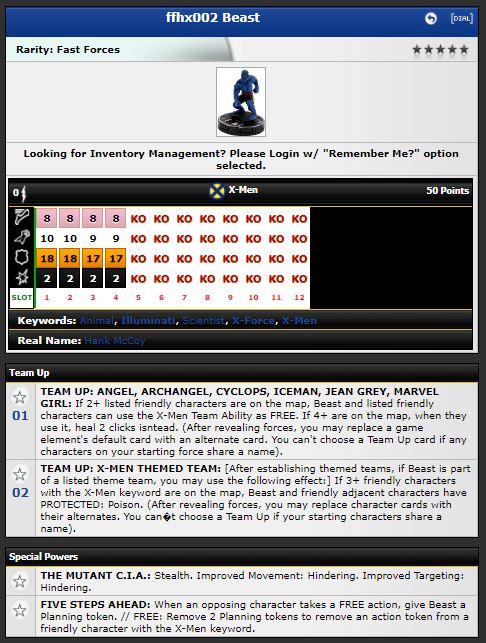 ffhx002 Beast
[DIAL]
Rarity: Fast Forces
Looking for Inventory Management? Please Login w/ "Remember Me?" option
selected.
0 X-Men 50 Points
8 8 8 8 KO KO KO KO KO KO KO KO
10 10 9 9 KO KO KO KO KO KO KO KO
18 18 17 17 KO KO KO KO KO KO KO KO
2 2 2 2 KO KO KO KO KO KO KO KO
SLOT 1 2 3 4 5 6 7 8 9 10 11 12
Keywords: Animal, Illuminati, Scientist, X-Force, X-Men
Real Name: Hank McCoy
Team Up
01
TEAM UP: ANGEL, ARCHANGEL, CYCLOPS, ICEMAN, JEAN GREY, MARVEL
GIRL: If 2+ listed friendly characters are on the map, Beast and listed friendly
characters can use the X-Men Team Ability as FREE. If 4+ are on the map, when they
use it, heal 2 clicks isntead. (After revealing forces, you may replace a game
element's default card with an alternate card. You can't choose a Team Up card if any
characters on your starting force share a name).
02
TEAM UP: X-MEN THEMED TEAM: [After establishing themed teams, if Beast is part
of a listed theme team, you may use the following effect:] If 3+ friendly characters
with the X-Men keyword are on the map, Beast and friendly adjacent characters have
PROTECTED: Poison. (After revealing forces, you may replace character cards with
their alternates. You can�t choose a Team Up if your starting characters share a
name).
Special Powers
THE MUTANT C.I.A.: Stealth. Improved Movement: Hindering. Improved Targeting:
Hindering.
FIVE STEPS AHEAD: When an opposing character takes a FREE action, give Beast a
Planning token. // FREE: Remove 2 Planning tokens to remove an action token from a
friendly character with the X-Men keyword.